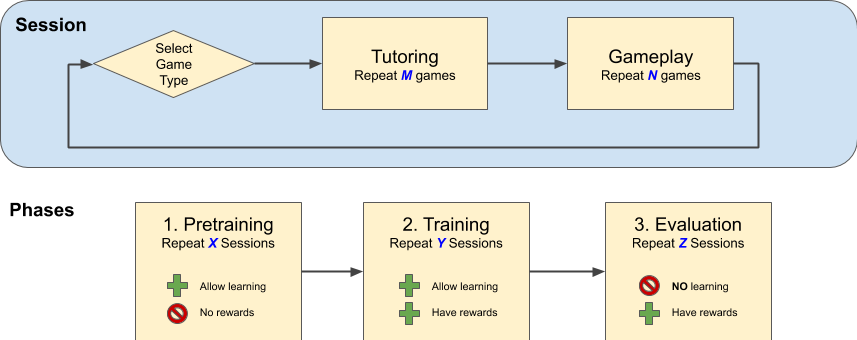 Session
Select
Game
Type
Tutoring
Repeat M games
Gameplay
Repeat N games
Phases
1. Pretraining
Repeat X Sessions
Allow learning
No rewards
2. Training
Repeat Y Sessions
Allow learning
Have rewards
3. Evaluation
Repeat Z Sessions
NO learning
Have rewards